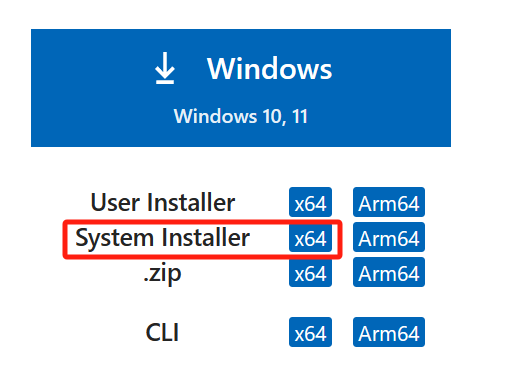 Windows
Windows 10, 11
User Installer x64 Arm64
System Installer x64 Arm64
.zip x64 Arm64
CLI x64 Arm64